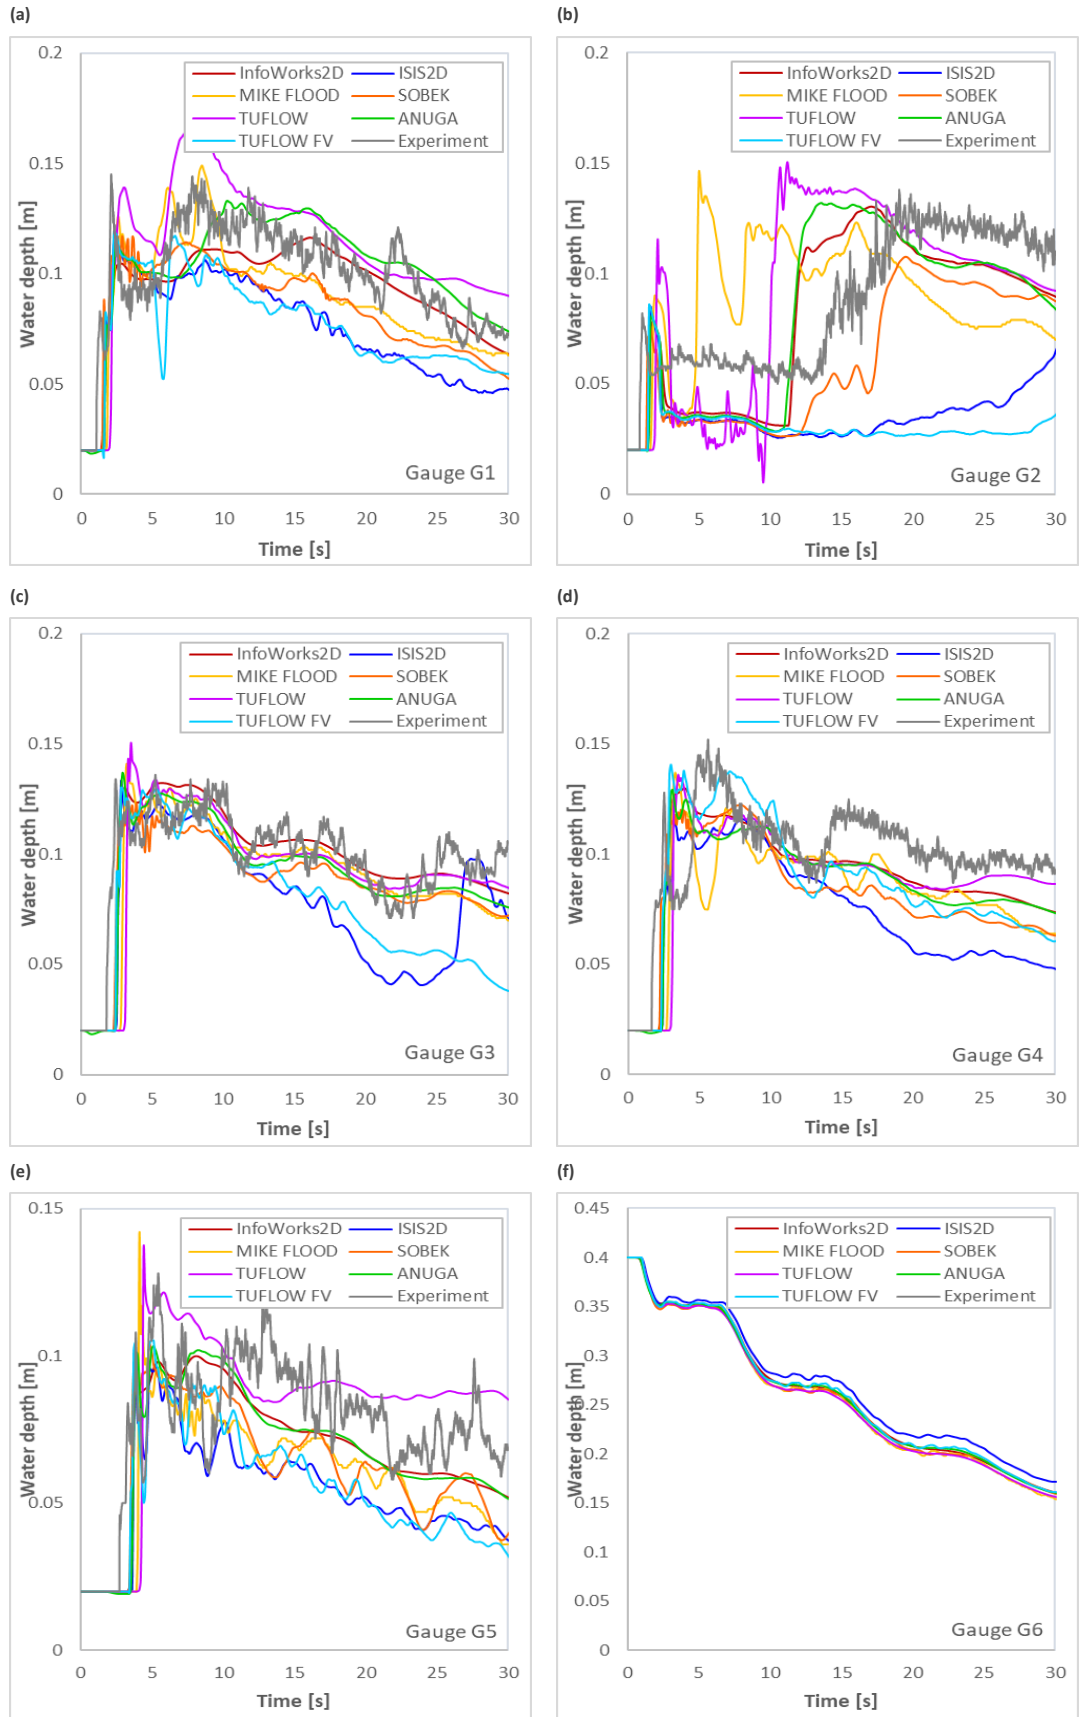 (a)
0.2
InfoWorks2D ISIS2D
MIKE FLOOD SOBEK
TUFLOW ANUGA
TUFLOW FV Experiment
0.15
0.1
0.05
0
Water depth [m]
Gauge G1
0 5 10 15 20 25 30
Time [s]
(b)
0.2
InfoWorks2D ISIS2D
MIKE FLOOD SOBEK
TUFLOW ANUGA
TUFLOW FV Experiment
0.15
0.1
0.05
0
Water depth [m]
Gauge G2
0 5 10 15 20 25 30
Time [s]
(c)
0.2
InfoWorks2D ISIS2D
MIKE FLOOD SOBEK
TUFLOW ANUGA
TUFLOW FV Experiment
0.15
0.1
0.05
0
Water depth [m]
Gauge G3
0 5 10 15 20 25 30
Time [s]
(d)
0.2
InfoWorks2D ISIS2D
MIKE FLOOD SOBEK
TUFLOW ANUGA
TUFLOW FV Experiment
0.15
0.1
0.05
0
Water depth [m]
Gauge G4
0 5 10 15 20 25 30
Time [s]
(e)
0.15
InfoWorks2D ISIS2D
MIKE FLOOD SOBEK
TUFLOW ANUGA
TUFLOW FV Experiment
0.1
0.05
0
Water depth [m]
Gauge G5
0 5 10 15 20 25 30
Time [s]
(f)
0.45
InfoWorks2D ISIS2D
MIKE FLOOD SOBEK
TUFLOW ANUGA
TUFLOW FV Experiment
0.4
0.35
0.3
0.25
0.2
0.15
0.1
0.05
0
Water depth [m]
Gauge G6
0 5 10 15 20 25 30
Time [s]